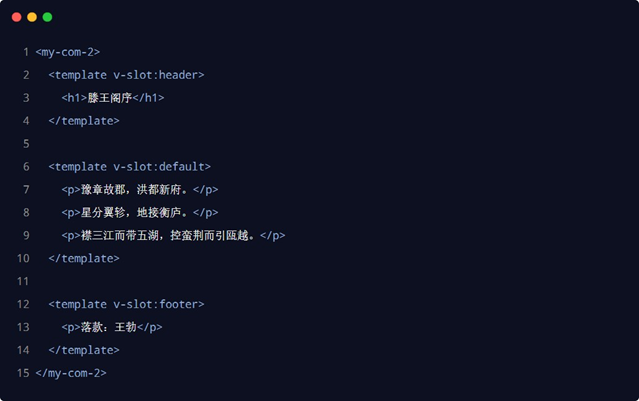 1 <my-com-2>
2   <template v-slot:header>
3     <h1>滕王阁序</h1>
4   </template>
5
6   <template v-slot:default>
7     <p>豫章故郡，洪都新府。</p>
8     <p>星分翼轸，地接衡庐。</p>
9     <p>襟三江而带五湖，控蛮荆而引瓯越。</p>
10   </template>
11
12   <template v-slot:footer>
13     <p>落款：王勃</p>
14   </template>
15 </my-com-2>